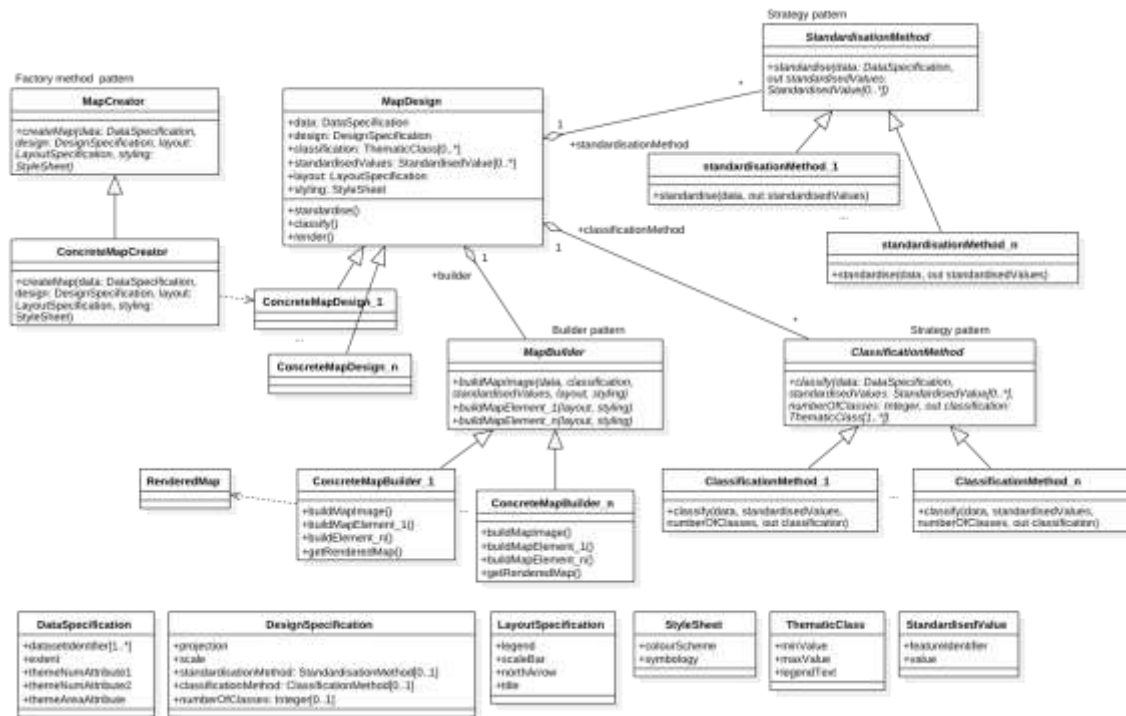 Strategy pattern
StandardisationMethod
+standardise(data: DataSpecification,
out standardisedValues:
StandardisedValue[0..*])
Factory method pattern
MapCreator
+createMap(data: DataSpecification,
design: DesignSpecification, layout:
LayoutSpecification, styling:
StyleSheet)
MapDesign
+data: DataSpecification
+design: DesignSpecification
+classification: ThematicClass[0..*]
+standardisedValues: StandardisedValue[0..*]
+layout: LayoutSpecification
+styling: StyleSheet
+standardise()
+classify()
+render()
*
1
+standardisationMethod
standardisationMethod_1
+standardise(data, out standardisedValues)
...
standardisationMethod_n
+standardise(data, out standardisedValues)
+classificationMethod
1
1
+builder
ConcreteMapCreator
+createMap(data: DataSpecification,
design: DesignSpecification, layout:
LayoutSpecification, styling:
StyleSheet)
ConcreteMapDesign_1
...
ConcreteMapDesign_n
*
Builder pattern
MapBuilder
+buildMapImage(data, classification,
standardisedValues, layout, styling)
+buildMapElement_1(layout, styling)
+buildMapElement_n(layout, styling)
Strategy pattern
ClassificationMethod
+classify(data: DataSpecification,
standardisedValues: StandardisedValue[0..*],
numberOfClasses: Integer, out classification:
ThematicClass[1..*])
RenderedMap
ConcreteMapBuilder_1
+buildMapImage()
+buildMapElement_1()
+buildElement_n()
+getRenderedMap()
...
ConcreteMapBuilder_n
+buildMapImage()
+buildMapElement_1()
+buildMapElement_n()
+getRenderedMap()
ClassificationMethod_1
+classify(data, standardisedValues,
numberOfClasses, out classification)
...
ClassificationMethod_n
+classify(data, standardisedValues,
numberOfClasses, out classification)
DataSpecification
+datasetIdentifier[1..*]
+extent
+themeNumAttribute1
+themeNumAttribute2
+themeAreaAttribute
DesignSpecification
+projection
+scale
+standardisationMethod: StandardisationMethod[0..1]
+classificationMethod: ClassificationMethod[0..1]
+numberOfClasses: Integer[0..1]
LayoutSpecification
+legend
+scaleBar
+northArrow
+title
StyleSheet
+colourScheme
+symbology
ThematicClass
+minValue
+maxValue
+legendText
StandardisedValue
+featureIdentifier
+value